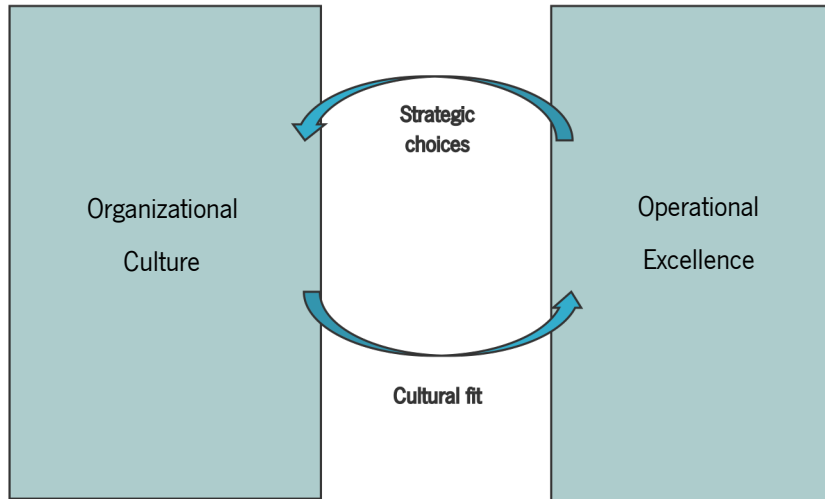 Organizational
Culture
Strategic
choices
Cultural fit
Operational
Excellence